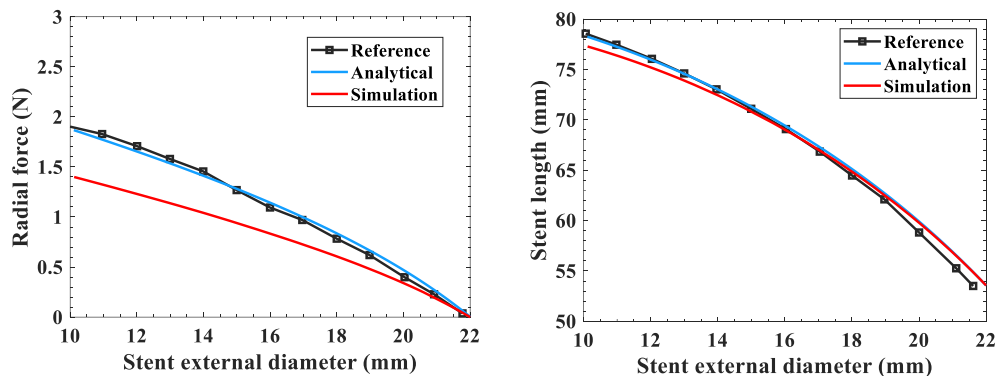 3
2.5
2
1.5
1
0.5
0
Radial force (N)
Reference
Analytical
Simulation
10 12 14 16 18 20 22
Stent external diameter (mm)
80
75
70
65
60
55
50
Stent length (mm)
Reference
Analytical
Simulation
10 12 14 16 18 20 22
Stent external diameter (mm)